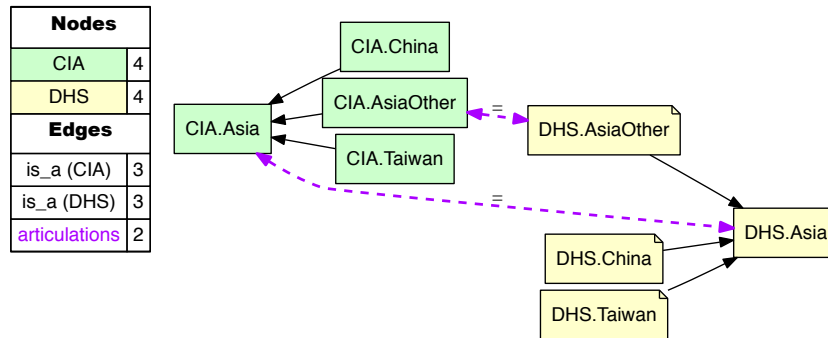 Nodes
CIA 4
DHS 4
Edges
is_a (CIA) 3
is_a (DHS) 3
articulations 2
CIA.China
CIA.AsiaOther
CIA.Asia
CIA.Taiwan
=
DHS.AsiaOther
=
DHS.Asia
DHS.China
DHS.Taiwan